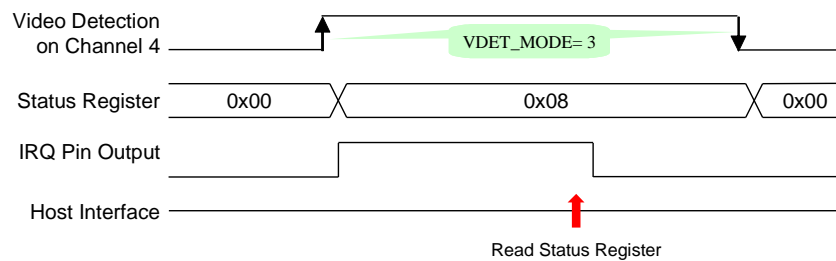 Video Detection
on Channel 4
VDET_MODE= 3
Status Register
0x00
0x08
0x00
IRQ Pin Output
Host Interface
Read Status Register